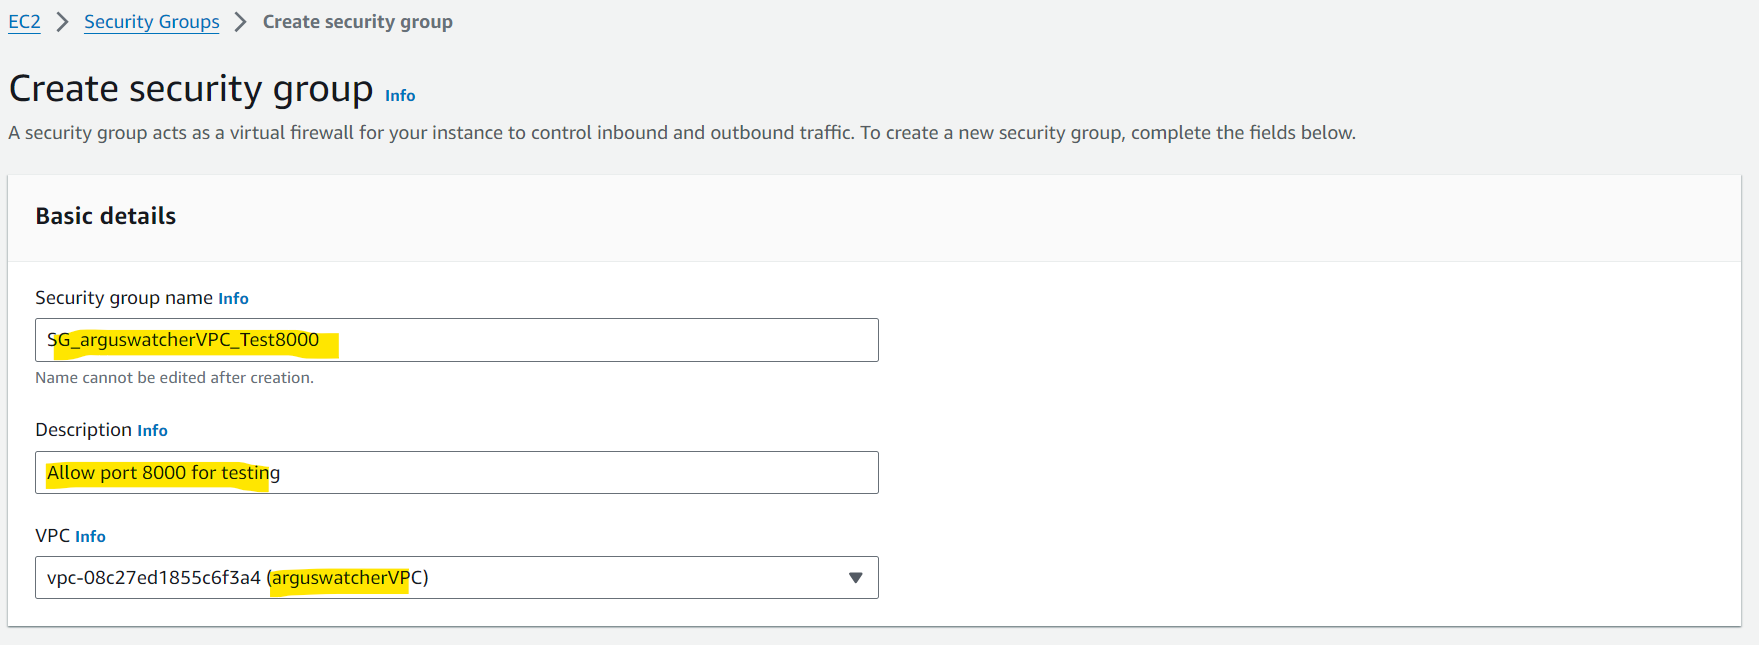 EC2 > Security Groups > Create security group
Create security group Info
A security group acts as a virtual firewall for your instance to control inbound and outbound traffic. To create a new security group, complete the fields below.
Basic details
Security group name Info
SG_arguswatcherVPC_Test8000
Name cannot be edited after creation.
Description Info
Allow port 8000 for testing
VPC Info
vpc-08c27ed1855c6f3a4 (arguswatcherVPC)